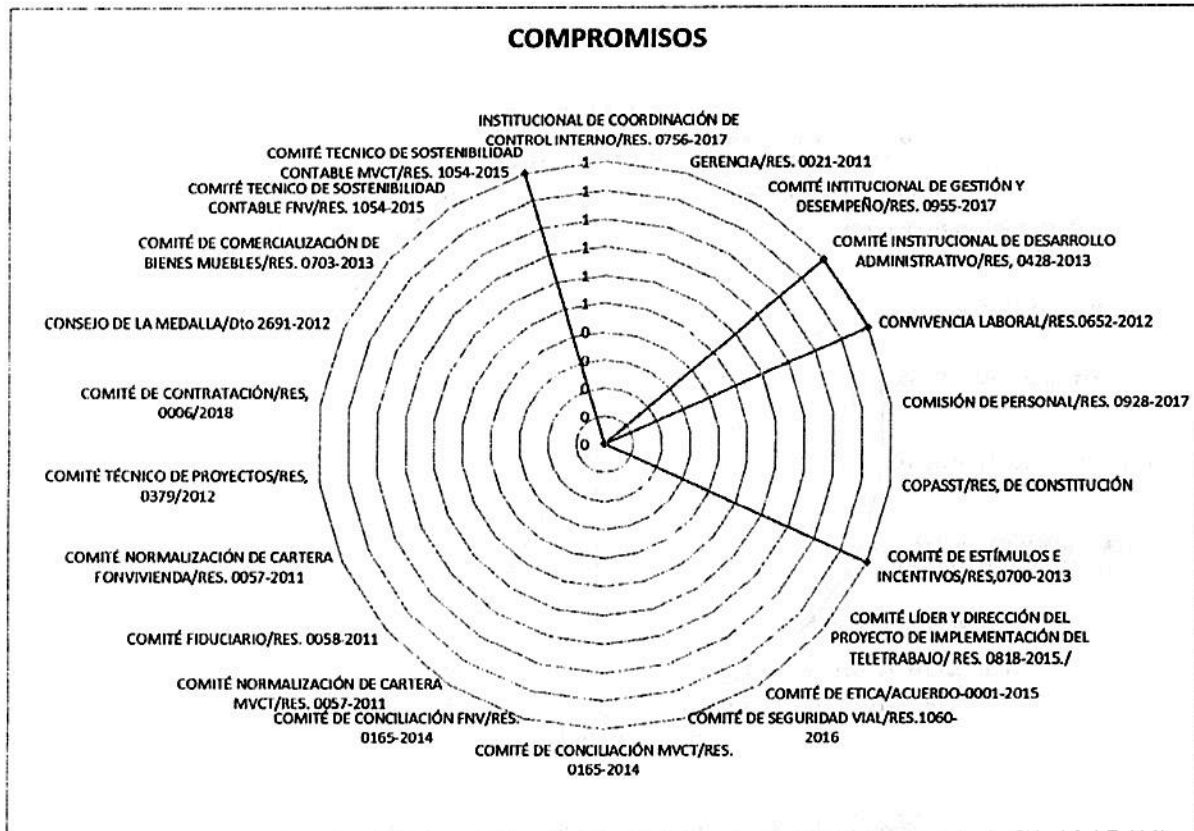 COMPROMISOS
INSTITUCIONAL DE COORDINACIÓN DE
CONTROL INTERNO/RES. 0756-2017
GERENCIA/RES. 0021-2011
COMITÉ INTITUCIONAL DE GESTIÓN Y
DESEMPEÑO/RES. 0955-2017
COMITÉ INSTITUCIONAL DE DESARROLLO
ADMINISTRATIVO/RES, 0428-2013
CONVIVENCIA LABORAL/RES.0652-2012
COMISIÓN DE PERSONAL/RES. 0928-2017
COPASST/RES, DE CONSTITUCIÓN
COMITÉ DE ESTÍMULOS E
INCENTIVOS/RES,0700-2013
COMITÉ LÍDER Y DIRECCIÓN DEL
PROYECTO DE IMPLEMENTACIÓN DEL
TELETRABAJO/ RES. 0818-2015./
COMITÉ DE ETICA/ACUERDO-0001-2015
COMITÉ DE SEGURIDAD VIAL/RES.1060-
2016
COMITÉ DE CONCILIACIÓN MVCT/RES.
0165-2014
COMITÉ DE CONCILIACIÓN FNV/RES.
0165-2014
COMITÉ NORMALIZACIÓN DE CARTERA
MVCT/RES. 0057-2011
COMITÉ FIDUCIARIO/RES. 0058-2011
COMITÉ NORMALIZACIÓN DE CARTERA
FONVIVIENDA/RES. 0057-2011
COMITÉ TÉCNICO DE PROYECTOS/RES,
0379/2012
COMITÉ DE CONTRATACIÓN/RES,
0006/2018
CONSEJO DE LA MEDALLA/Dto 2691-2012
COMITÉ DE COMERCIALIZACIÓN DE
BIENES MUEBLES/RES. 0703-2013
COMITÉ TECNICO DE SOSTENIBILIDAD
CONTABLE FNV/RES. 1054-2015
COMITÉ TECNICO DE SOSTENIBILIDAD
CONTABLE MVCT/RES. 1054-2015
1
1
1
1
1
1
0
0
0
0
0